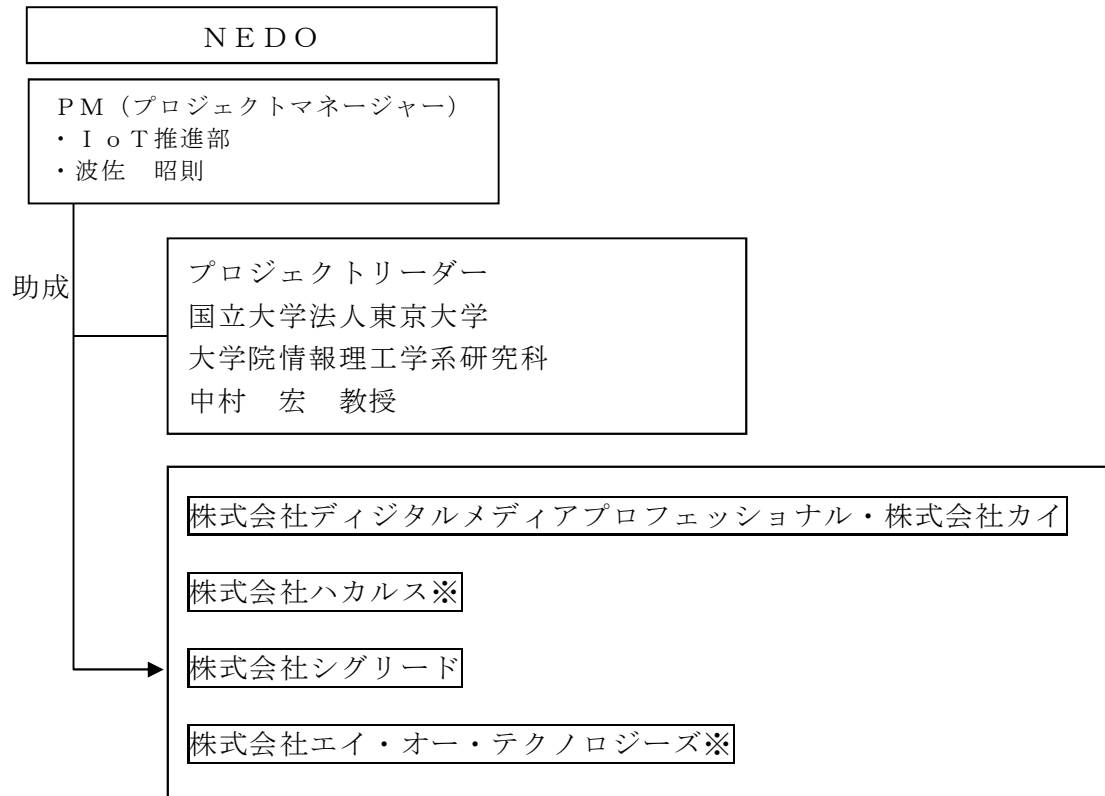 ＮＥＤＯ
ＰＭ（プロジェクトマネージャー）
・ＩｏＴ推進部
・波佐　昭則
助成
プロジェクトリーダー
国立大学法人東京大学
大学院情報理工学系研究科
中村　宏　教授
株式会社ディジタルメディアプロフェッショナル・株式会社カイ
株式会社ハカルス※
株式会社シグリード
株式会社エイ・オー・テクノロジーズ※